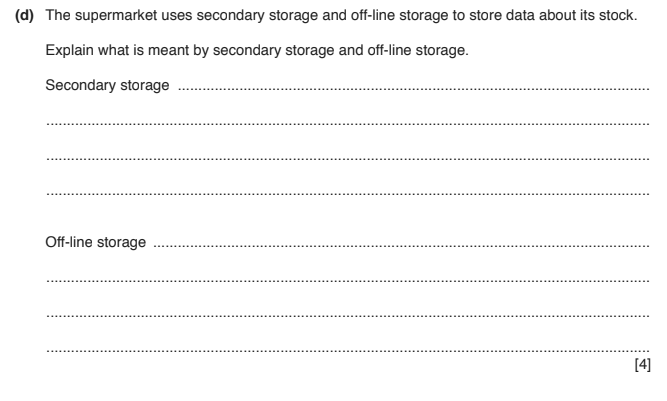 (d) The supermarket uses secondary storage and off-line storage to store data about its stock.
Explain what is meant by secondary storage and off-line storage.
Secondary storage ....................................................................................................................
....................................................................................................................................................
....................................................................................................................................................
....................................................................................................................................................
Off-line storage ..........................................................................................................................
....................................................................................................................................................
....................................................................................................................................................
....................................................................................................................................................
[4]